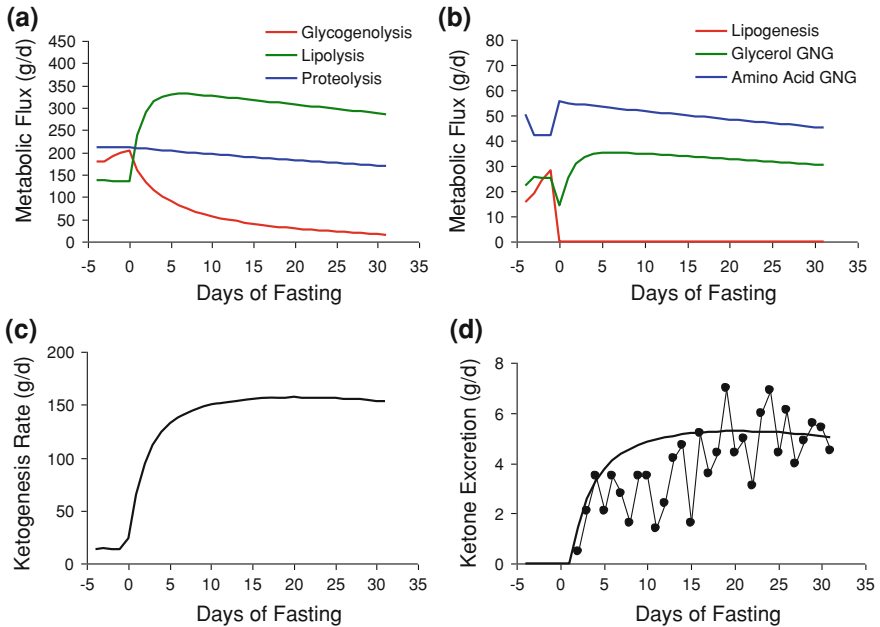 (a)
Metabolic Flux (g/d)
450
400
350
300
250
200
150
100
50
0
-5 0 5 10 15 20 25 30 35
Days of Fasting
Glycogenolysis
Lipolysis
Proteolysis
(b)
Metabolic Flux (g/d)
80
70
60
50
40
30
20
10
0
-5 0 5 10 15 20 25 30 35
Days of Fasting
Lipogenesis
Glycerol GNG
Amino Acid GNG
(c)
Ketogenesis Rate (g/d)
200
150
100
50
0
-5 0 5 10 15 20 25 30 35
Days of Fasting
(d)
Ketone Excretion (g/d)
8
6
4
2
0
-5 0 5 10 15 20 25 30 35
Days of Fasting